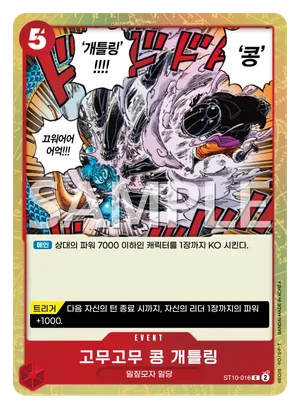 5
'개틀링'
!!!!
'콩'
끄워어어
어억!!!
SAMPLE
메인 상대의 파워 7000 이하인 캐릭터를 1장까지 KO 시킨다.
트리거 다음 자신의 턴 종료 시까지, 자신의 리더 1장까지의 파워
+1000.
EVENT
고무고무 콩 개틀링
밀짚모자 일당
ST10-016 2